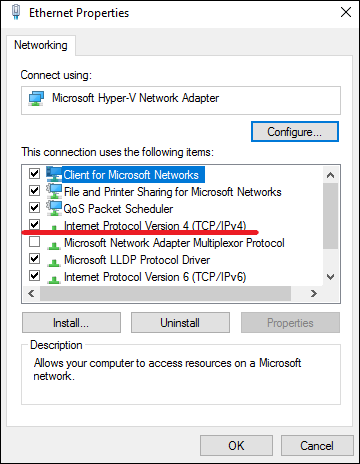 Ethernet Properties
Networking
Connect using:
Microsoft Hyper-V Network Adapter
Configure...
This connection uses the following items:
Client for Microsoft Networks
File and Printer Sharing for Microsoft Networks
QoS Packet Scheduler
Internet Protocol Version 4 (TCP/IPv4)
Microsoft Network Adapter Multiplexor Protocol
Microsoft LLDP Protocol Driver
Internet Protocol Version 6 (TCP/IPv6)
Install...
Uninstall
Properties
Description
Allows your computer to access resources on a Microsoft
network.
OK
Cancel